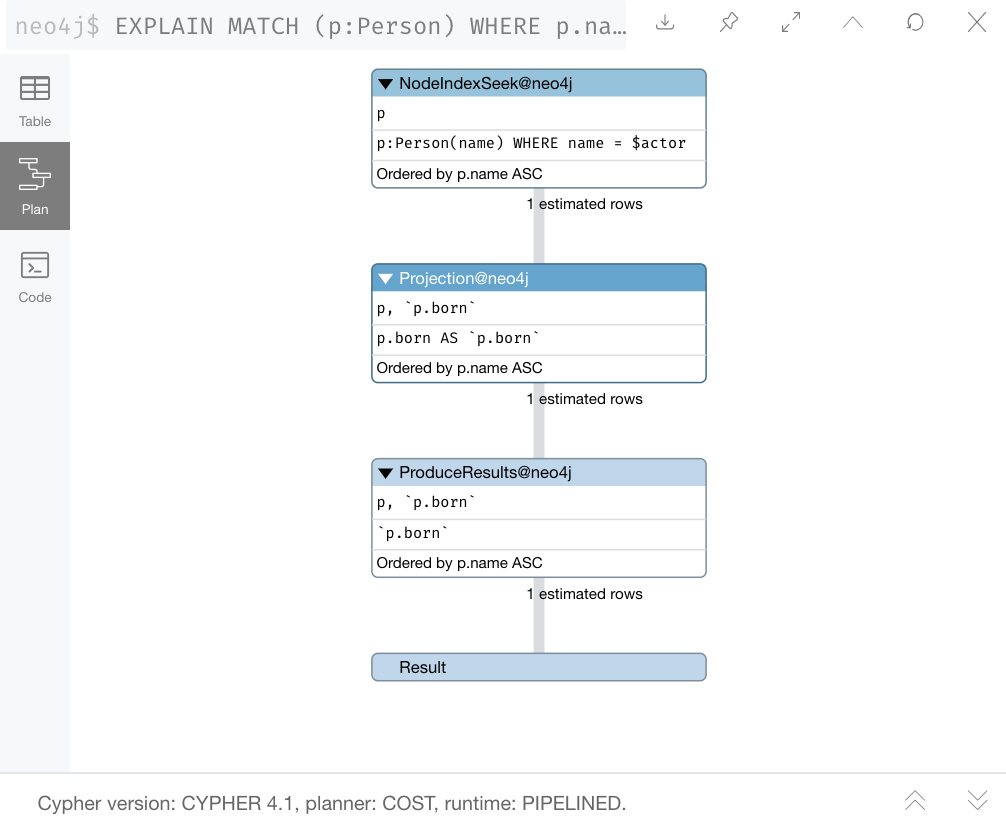 neo4j$ EXPLAIN MATCH (p:Person) WHERE p.na…
Table
Plan
Code
NodeIndexSeek@neo4j
p
p:Person(name) WHERE name = $actor
Ordered by p.name ASC
1 estimated rows
Projection@neo4j
p, `p.born`
p.born AS `p.born`
Ordered by p.name ASC
1 estimated rows
ProduceResults@neo4j
p, `p.born`
`p.born`
Ordered by p.name ASC
1 estimated rows
Result
Cypher version: CYPHER 4.1, planner: COST, runtime: PIPELINED.